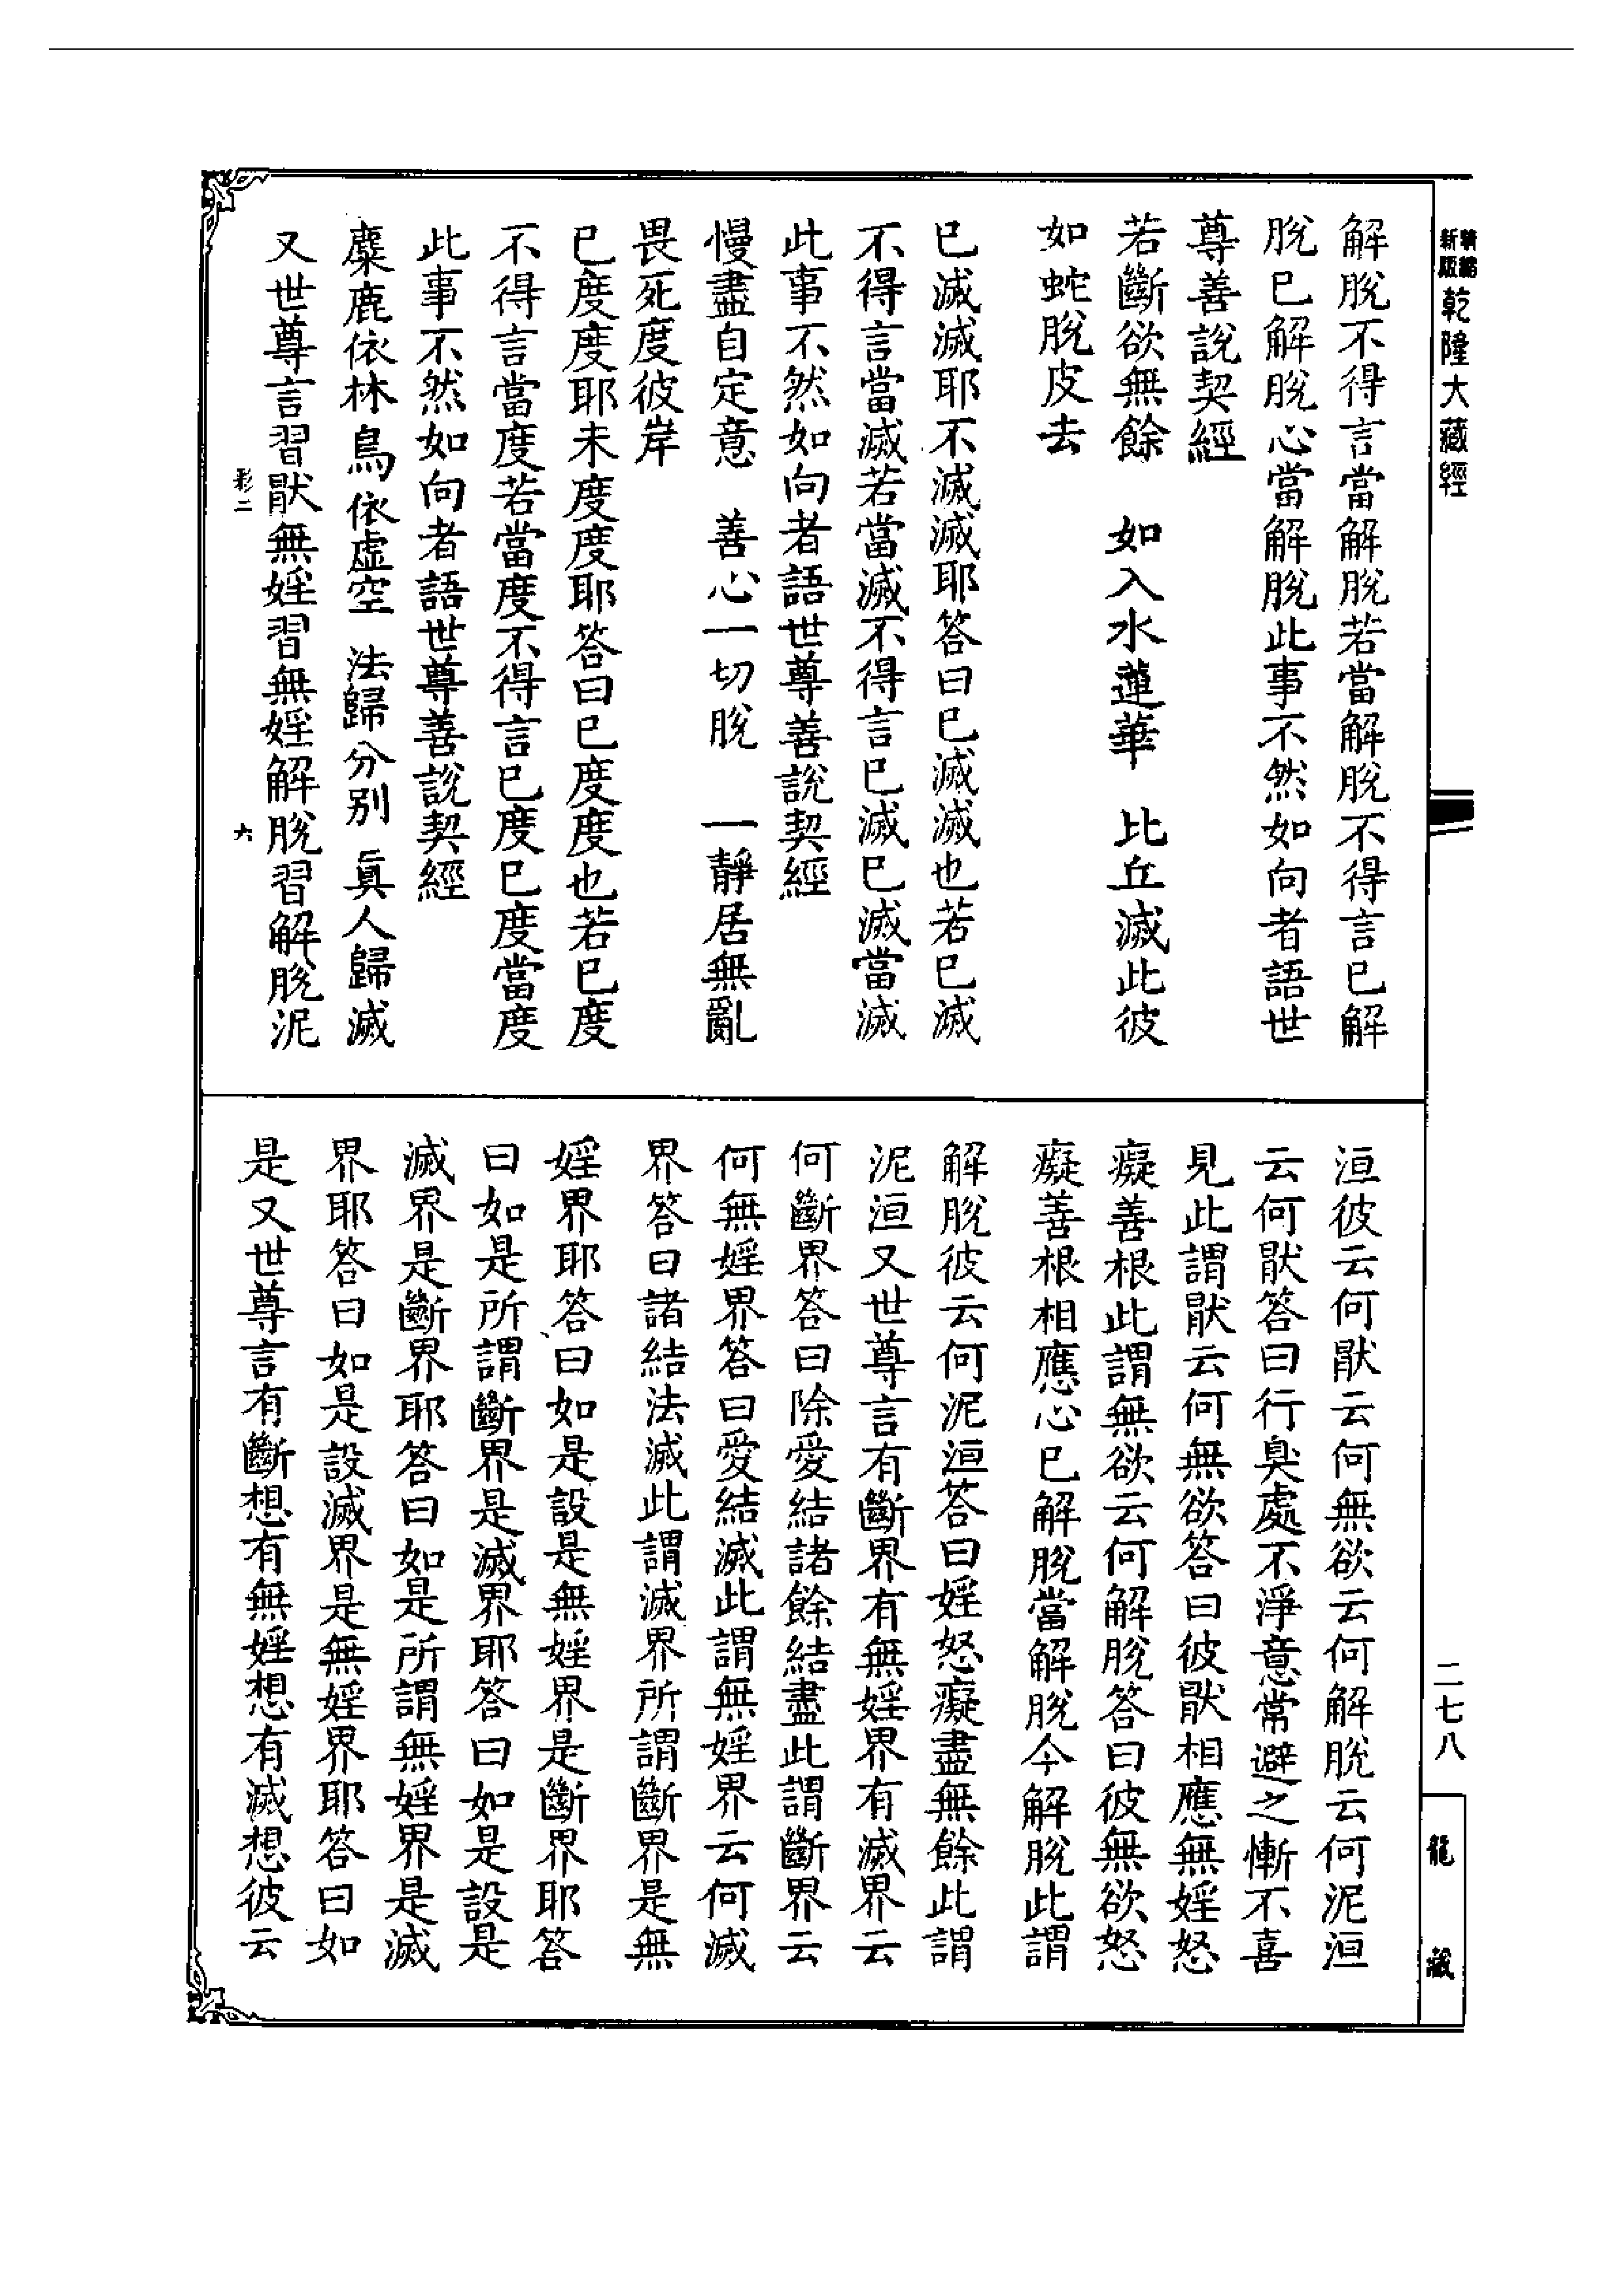 精縮新版乾隆大藏經
解脫不得言當解脫若當解脫不得言已解
脫已解脫心當解脫此事不然如向者語世
尊善說契經
若斷欲無餘　如入水蓮華　比丘滅此彼
如蛇脫皮去
已滅滅耶不滅滅耶答曰已滅滅也若已滅
不得言當滅若當滅不得言已滅已滅當滅
此事不然如向者語世尊善說契經
慢盡自定意　善心一切脫　一靜居無亂
畏死度彼岸
已度度耶未度度耶答曰已度度也若已度
不得言當度若當度不得言已度已度當度
此事不然如向者語世尊善說契經
麋鹿依林　鳥依虛空　法歸分別　真人歸滅
又世尊言習厭無婬習無婬解脫習解脫泥
彩二　六
洹彼云何厭云何無欲云何解脫云何泥洹
云何厭答曰行臭處不淨意常避之慚不喜
見此謂厭云何無欲答曰彼厭相應無婬怒
癡善根此謂無欲云何解脫答曰彼無欲怒
癡善根相應心已解脫當解脫今解脫此謂
解脫彼云何泥洹答曰婬怒癡盡無餘此謂
泥洹又世尊言有斷界有無婬界有滅界云
何斷界答曰除愛結諸餘結盡此謂斷界云
何無婬界答曰愛結滅此謂無婬界云何滅
界答曰諸結法滅此謂滅界所謂斷界是無
婬界耶答曰如是設是無婬界是斷界耶答
曰如是所謂斷界是滅界耶答曰如是設是
滅界是斷界耶答曰如是所謂無婬界是滅
界耶答曰如是設滅界是無婬界耶答曰如
是又世尊言有斷想有無婬想有滅想彼云
二七八
龍藏